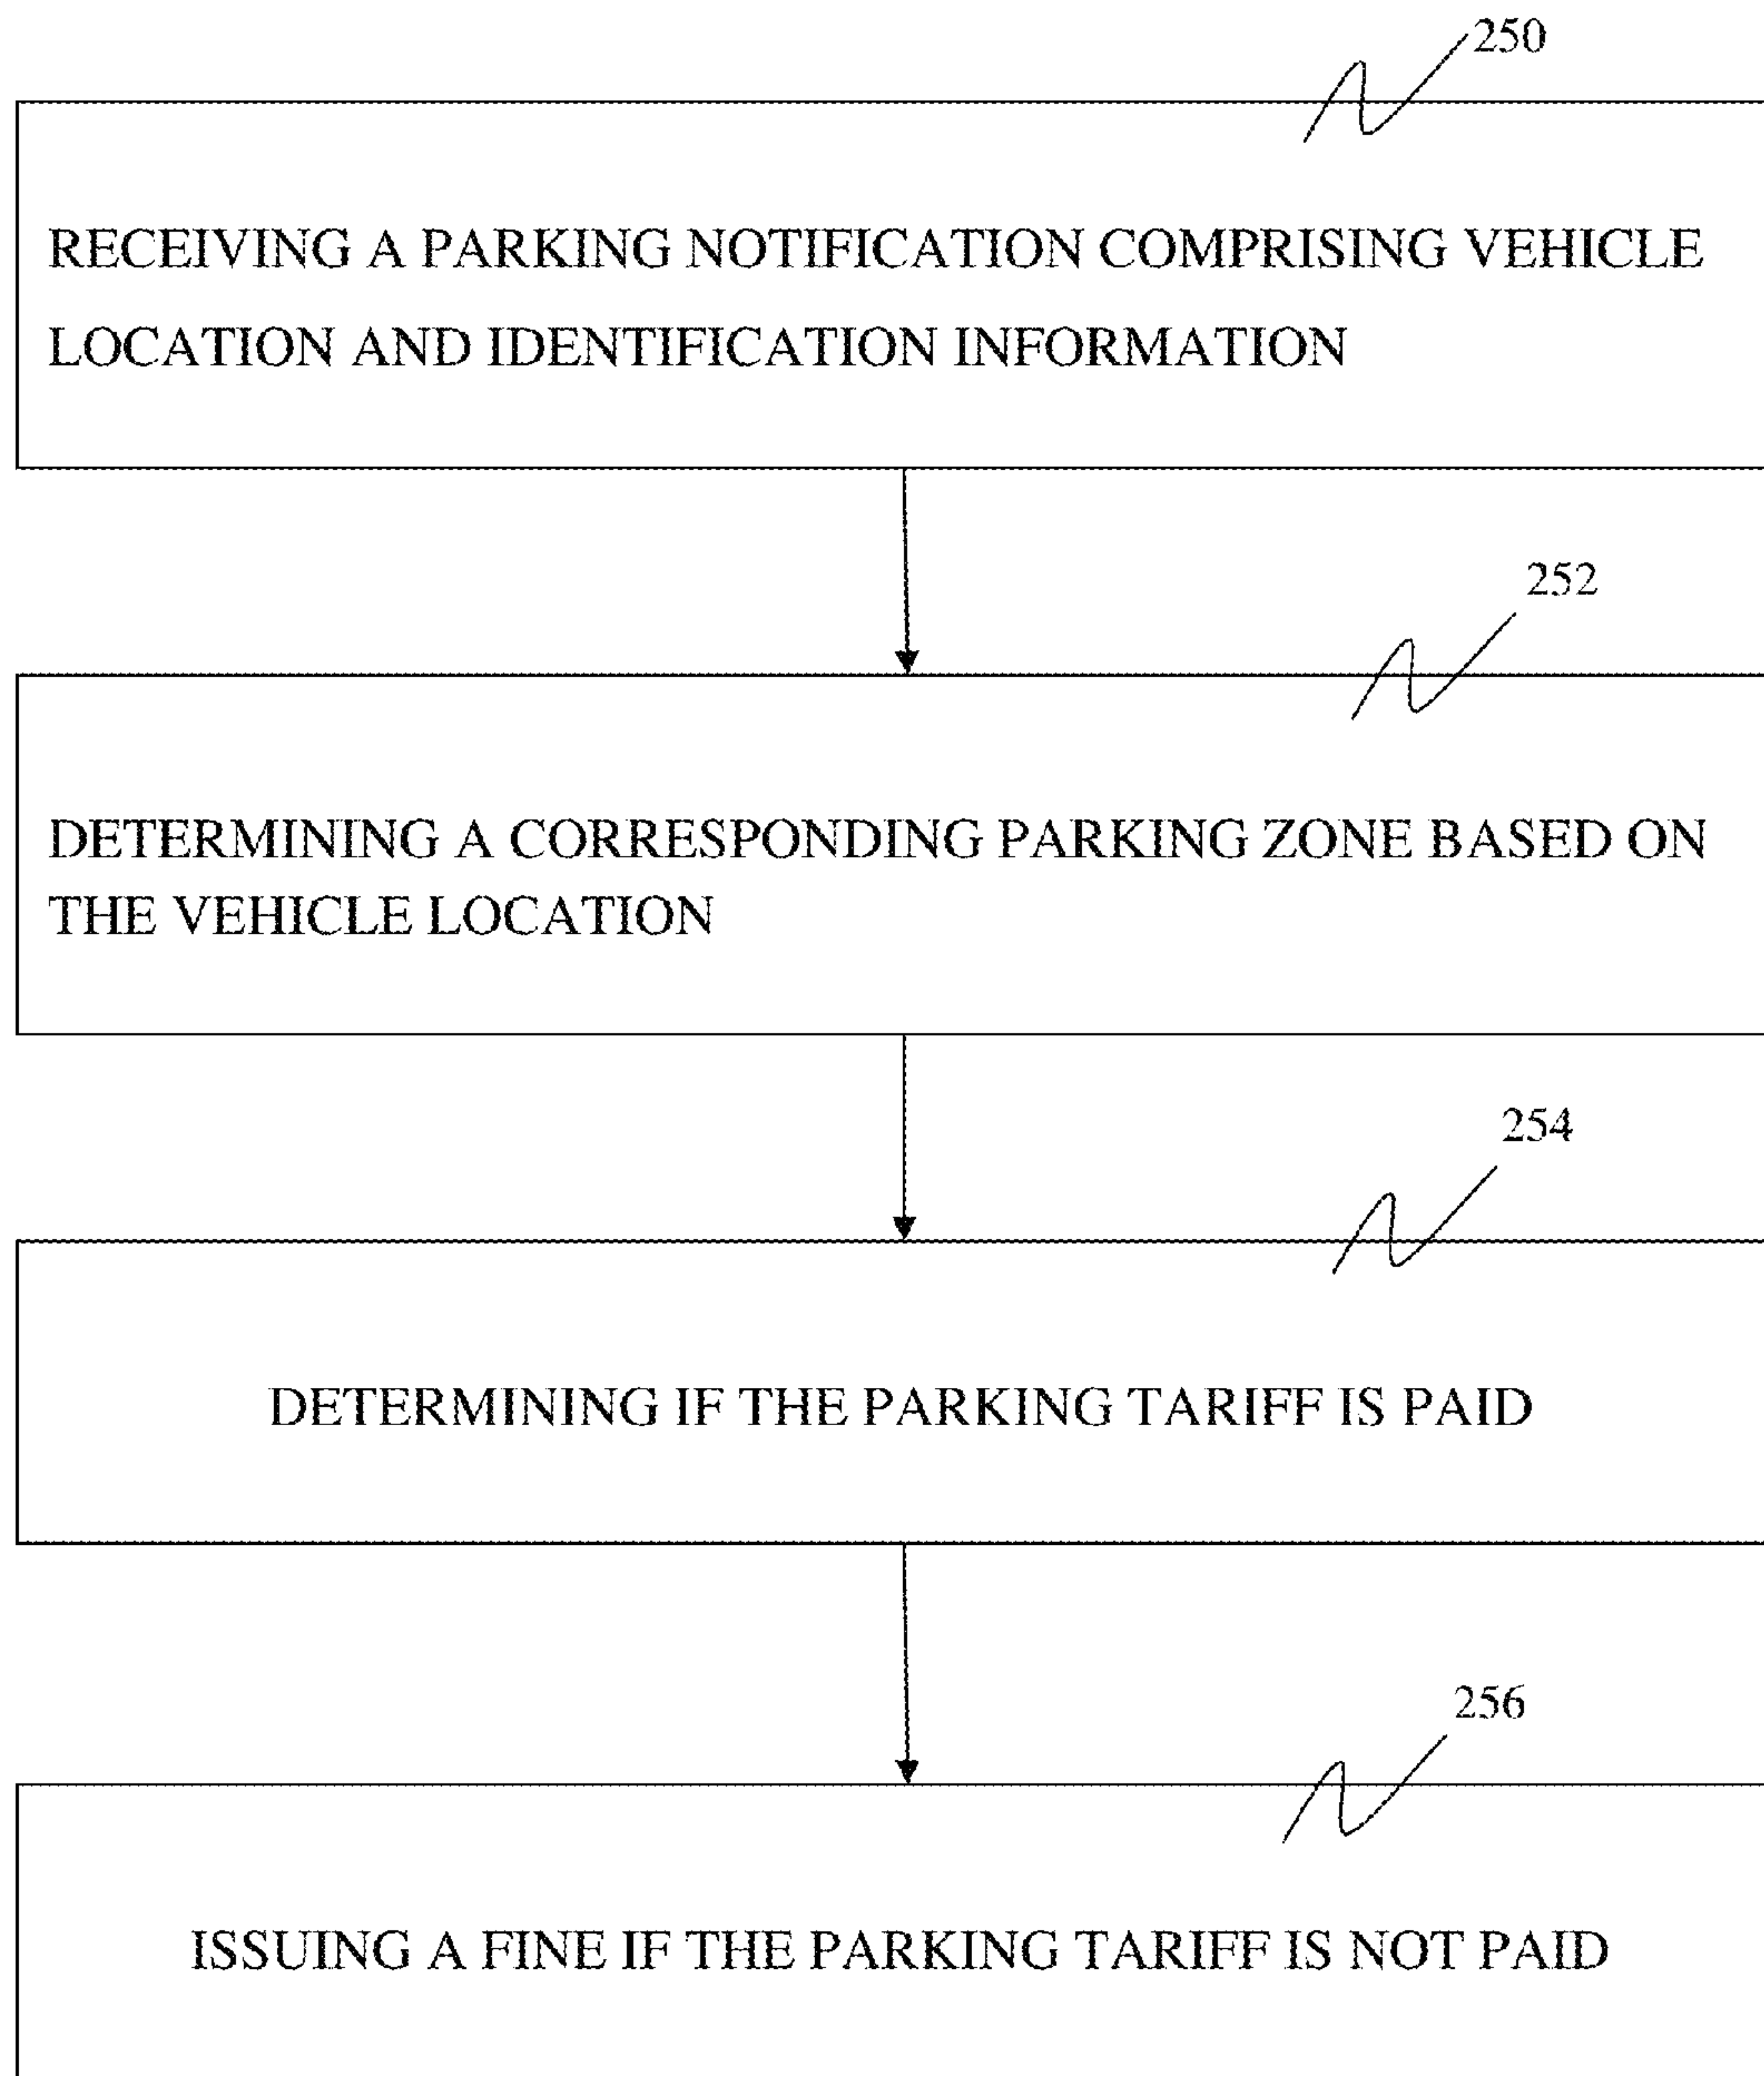 250
RECEIVING A PARKING NOTIFICATION COMPRISING VEHICLE
LOCATION AND IDENTIFICATION INFORMATION
252
DETERMINING A CORRESPONDING PARKING ZONE BASED ON
THE VEHICLE LOCATION
254
DETERMINING IF THE PARKING TARIFF IS PAID
256
ISSUING A FINE IF THE PARKING TARIFF IS NOT PAID